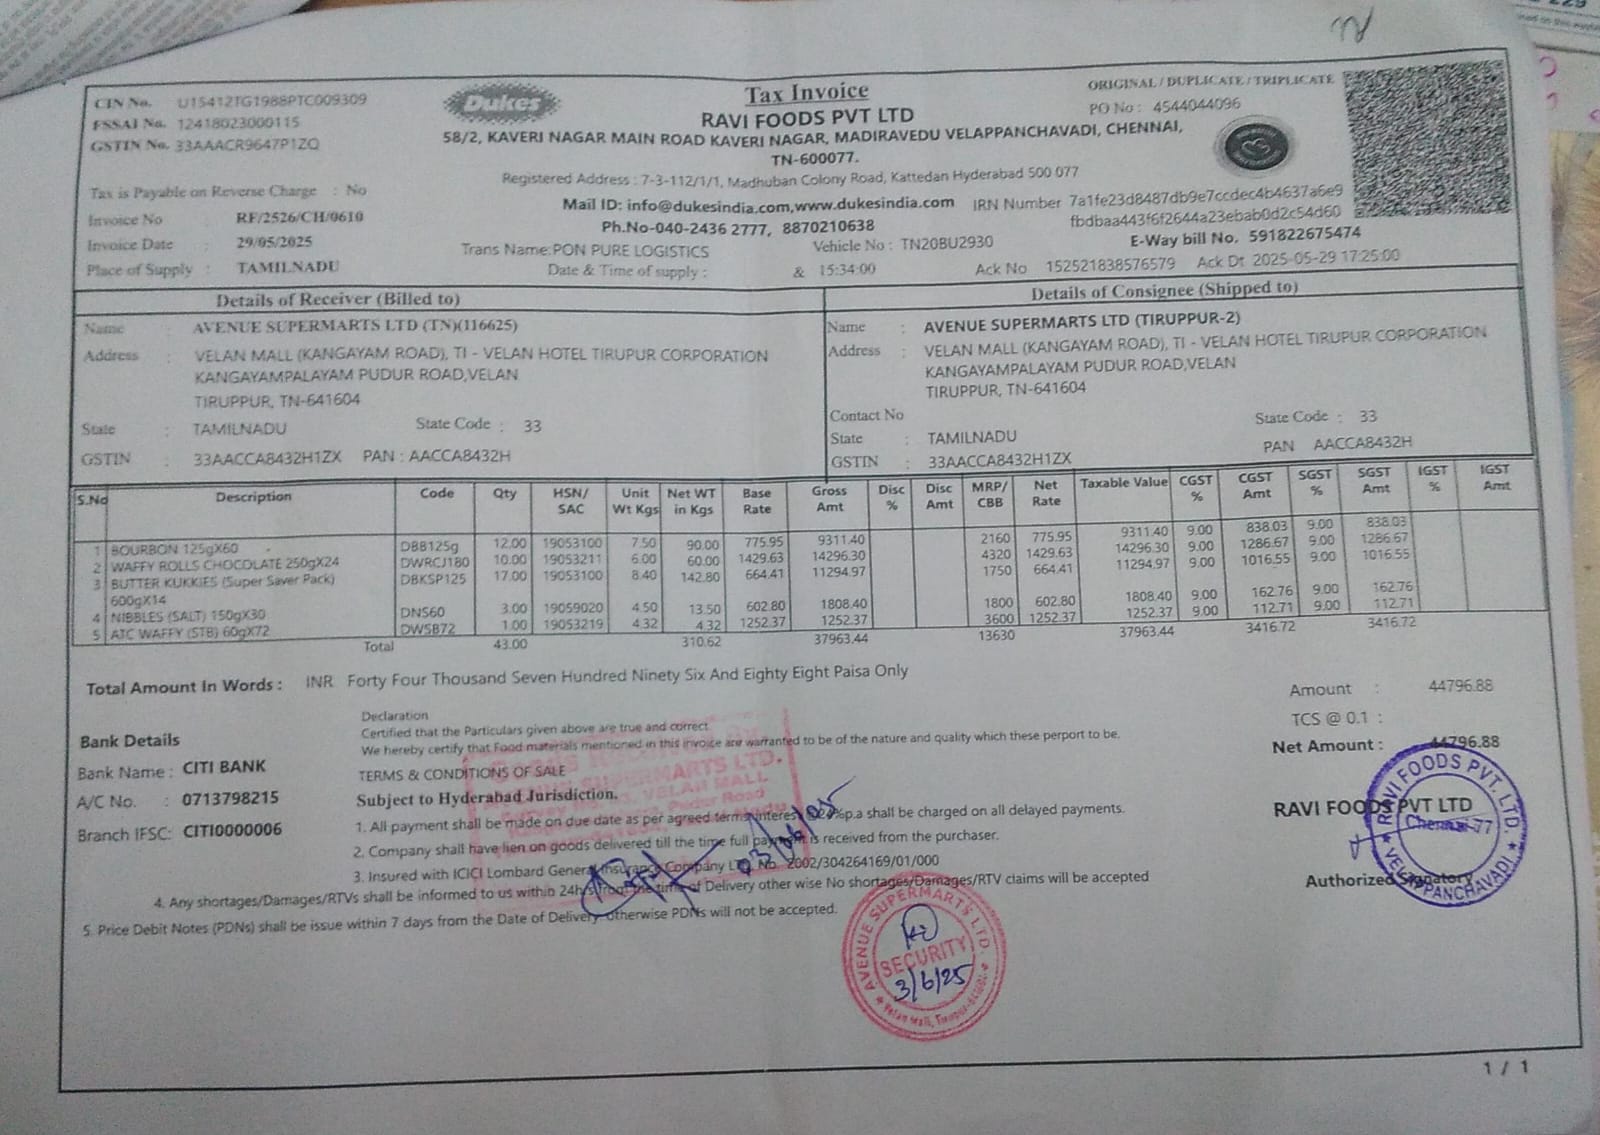 Tax Invoice
ORIGINAL / DUPLICATE / TRIPLICATE
CIN No. U15412TG1988PTC009309
FSSAI No. 12418023000115
GSTIN No. 33AAACR9647P1ZQ
Dukes
RAVI FOODS PVT LTD
PO No : 4544044096
58/2, KAVERI NAGAR MAIN ROAD KAVERI NAGAR, MADIRAVEDU VELAPPANCHAVADI, CHENNAI,
TN-600077.
Registered Address : 7-3-112/1/1, Madhuban Colony Road, Kattedan Hyderabad 500 077
Tax is Payable on Reverse Charge : No
Mail ID: info@dukesindia.com,www.dukesindia.com
IRN Number 7a1fe23d8487db9e7ccdec4b4637a6e9
fbdbaa443f6f2644a23ebab0d2c54d60
Invoice No RF/2526/CH/0610
Ph.No-040-2436 2777, 8870210638
E-Way bill No. 591822675474
Invoice Date : 29/05/2025
Trans Name:PON PURE LOGISTICS
Vehicle No : TN20BU2930
Place of Supply : TAMILNADU
Date & Time of supply : & 15:34:00
Ack No 152521838576579 Ack Dt 2025-05-29 17:25:00
Details of Receiver (Billed to)
Name : AVENUE SUPERMARTS LTD (TN)(116625)
Address : VELAN MALL (KANGAYAM ROAD), TI - VELAN HOTEL TIRUPUR CORPORATION
KANGAYAMPALAYAM PUDUR ROAD,VELAN
TIRUPPUR, TN-641604
State : TAMILNADU State Code : 33
GSTIN : 33AACCA8432H1ZX PAN : AACCA8432H
Details of Consignee (Shipped to)
Name : AVENUE SUPERMARTS LTD (TIRUPPUR-2)
Address : VELAN MALL (KANGAYAM ROAD), TI - VELAN HOTEL TIRUPUR CORPORATION
KANGAYAMPALAYAM PUDUR ROAD,VELAN
TIRUPPUR, TN-641604
Contact No
State Code : 33
State : TAMILNADU
GSTIN : 33AACCA8432H1ZX PAN AACCA8432H
S.No Description Code Qty HSN/ SAC Unit Wt Kgs Net WT in Kgs Base Rate Gross Amt Disc % Disc Amt MRP/ CBB Net Rate Taxable Value CGST % CGST Amt SGST % SGST Amt IGST % IGST Amt
1 BOURBON 125gX60 DBB125g 12.00 19053100 7.50 90.00 775.95 9311.40 2160 775.95 9311.40 9.00 838.03 9.00 838.03
2 WAFFY ROLLS CHOCOLATE 250gX24 DWRCJ180 10.00 19053211 6.00 60.00 1429.63 14296.30 4320 1429.63 14296.30 9.00 1286.67 9.00 1286.67
3 BUTTER KUKKIES (Super Saver Pack) DBKSP125 17.00 19053100 8.40 142.80 664.41 11294.97 1750 664.41 11294.97 9.00 1016.55 9.00 1016.55
600gX14
4 NIBBLES (SALT) 150gX30 DNS60 3.00 19059020 4.50 13.50 602.80 1808.40 1800 602.80 1808.40 9.00 162.76 9.00 162.76
5 ATC WAFFY (STB) 60gX72 DWSB72 1.00 19053219 4.32 4.32 1252.37 1252.37 3600 1252.37 1252.37 9.00 112.71 9.00 112.71
Total 43.00 310.62 37963.44 13630 37963.44 3416.72 3416.72
Total Amount In Words : INR Forty Four Thousand Seven Hundred Ninety Six And Eighty Eight Paisa Only
Amount : 44796.88
TCS @ 0.1 :
Net Amount : 44796.88
Declaration
Certified that the Particulars given above are true and correct
We hereby certify that Food materials mentioned in this invoice are warranted to be of the nature and quality which these perport to be.
Bank Details
Bank Name : CITI BANK
A/C No. : 0713798215
Branch IFSC: CITI0000006
TERMS & CONDITIONS OF SALE
Subject to Hyderabad Jurisdiction.
1. All payment shall be made on due date as per agreed terms, interest @24%p.a shall be charged on all delayed payments.
2. Company shall have lien on goods delivered till the time full payment is received from the purchaser.
3. Insured with ICICI Lombard General Insurance Company No. 2002/304264169/01/000
4. Any shortages/Damages/RTVs shall be informed to us within 24hrs from the time of Delivery other wise No shortages/Damages/RTV claims will be accepted
5. Price Debit Notes (PDNs) shall be issue within 7 days from the Date of Delivery otherwise PDNs will not be accepted.
RAVI FOODS PVT LTD
Authorized Signatory
RAVI FOODS PVT. LTD.
Chennai-77
VELAPPANCHAVADI
SUPERMARTS LTD.
VELAN MALL
Pudur Road
AVENUE SUPERMARTS LTD.
SECURITY
3/6/25
Velan Mall, Tirupur-641604
1 / 1